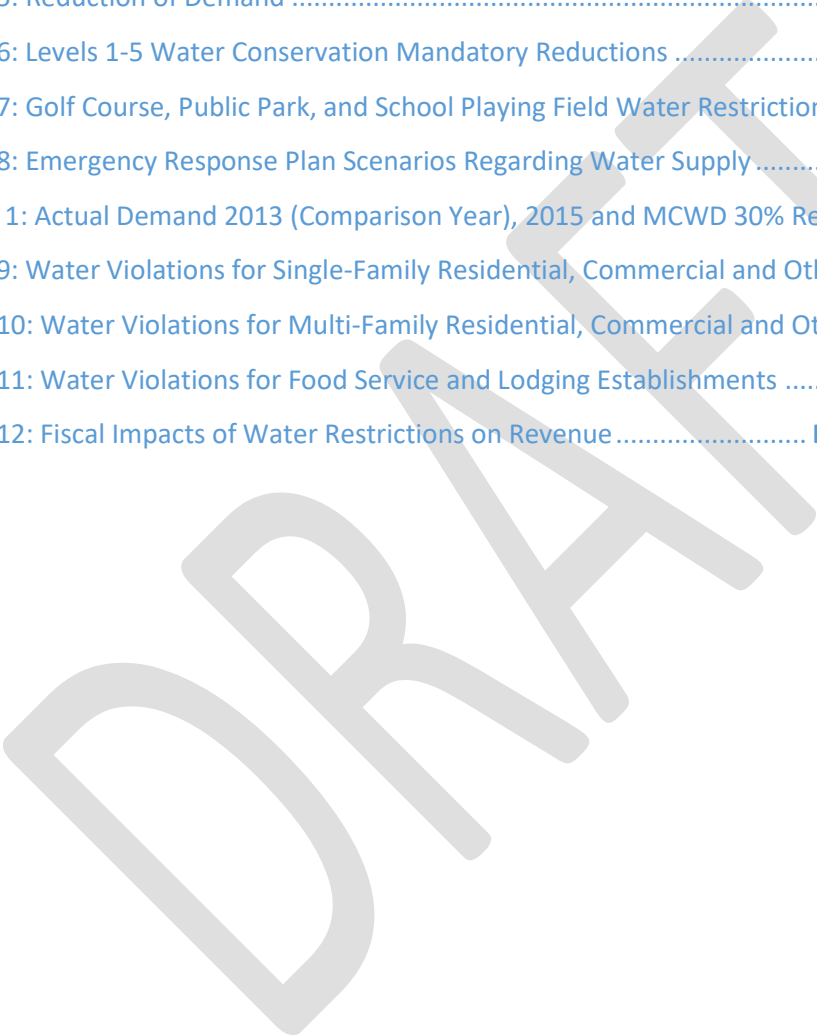 5: Reduction of Demand ........................................................................................
6: Levels 1-5 Water Conservation Mandatory Reductions ...................
7: Golf Course, Public Park, and School Playing Field Water Restriction
8: Emergency Response Plan Scenarios Regarding Water Supply ........
1: Actual Demand 2013 (Comparison Year), 2015 and MCWD 30% Re
9: Water Violations for Single-Family Residential, Commercial and Oth
10: Water Violations for Multi-Family Residential, Commercial and Ot
11: Water Violations for Food Service and Lodging Establishments .....
12: Fiscal Impacts of Water Restrictions on Revenue ........................
DRAFT